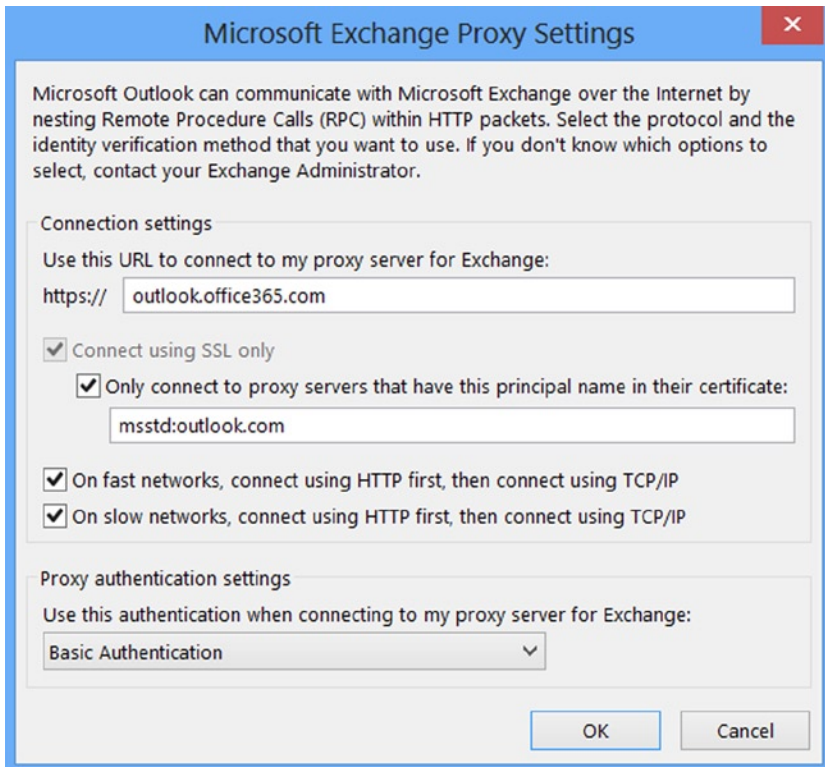 Microsoft Exchange Proxy Settings
Microsoft Outlook can communicate with Microsoft Exchange over the Internet by
nesting Remote Procedure Calls (RPC) within HTTP packets. Select the protocol and the
identity verification method that you want to use. If you don't know which options to
select, contact your Exchange Administrator.
Connection settings
Use this URL to connect to my proxy server for Exchange:
https:// outlook.office365.com
Connect using SSL only
Only connect to proxy servers that have this principal name in their certificate:
msstd:outlook.com
On fast networks, connect using HTTP first, then connect using TCP/IP
On slow networks, connect using HTTP first, then connect using TCP/IP
Proxy authentication settings
Use this authentication when connecting to my proxy server for Exchange:
Basic Authentication
OK Cancel